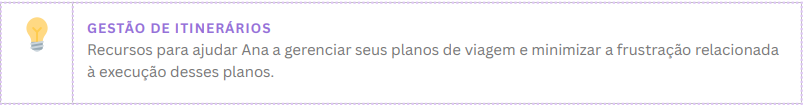 GESTÃO DE ITINERÁRIOS
Recursos para ajudar Ana a gerenciar seus planos de viagem e minimizar a frustração relacionada
à execução desses planos.